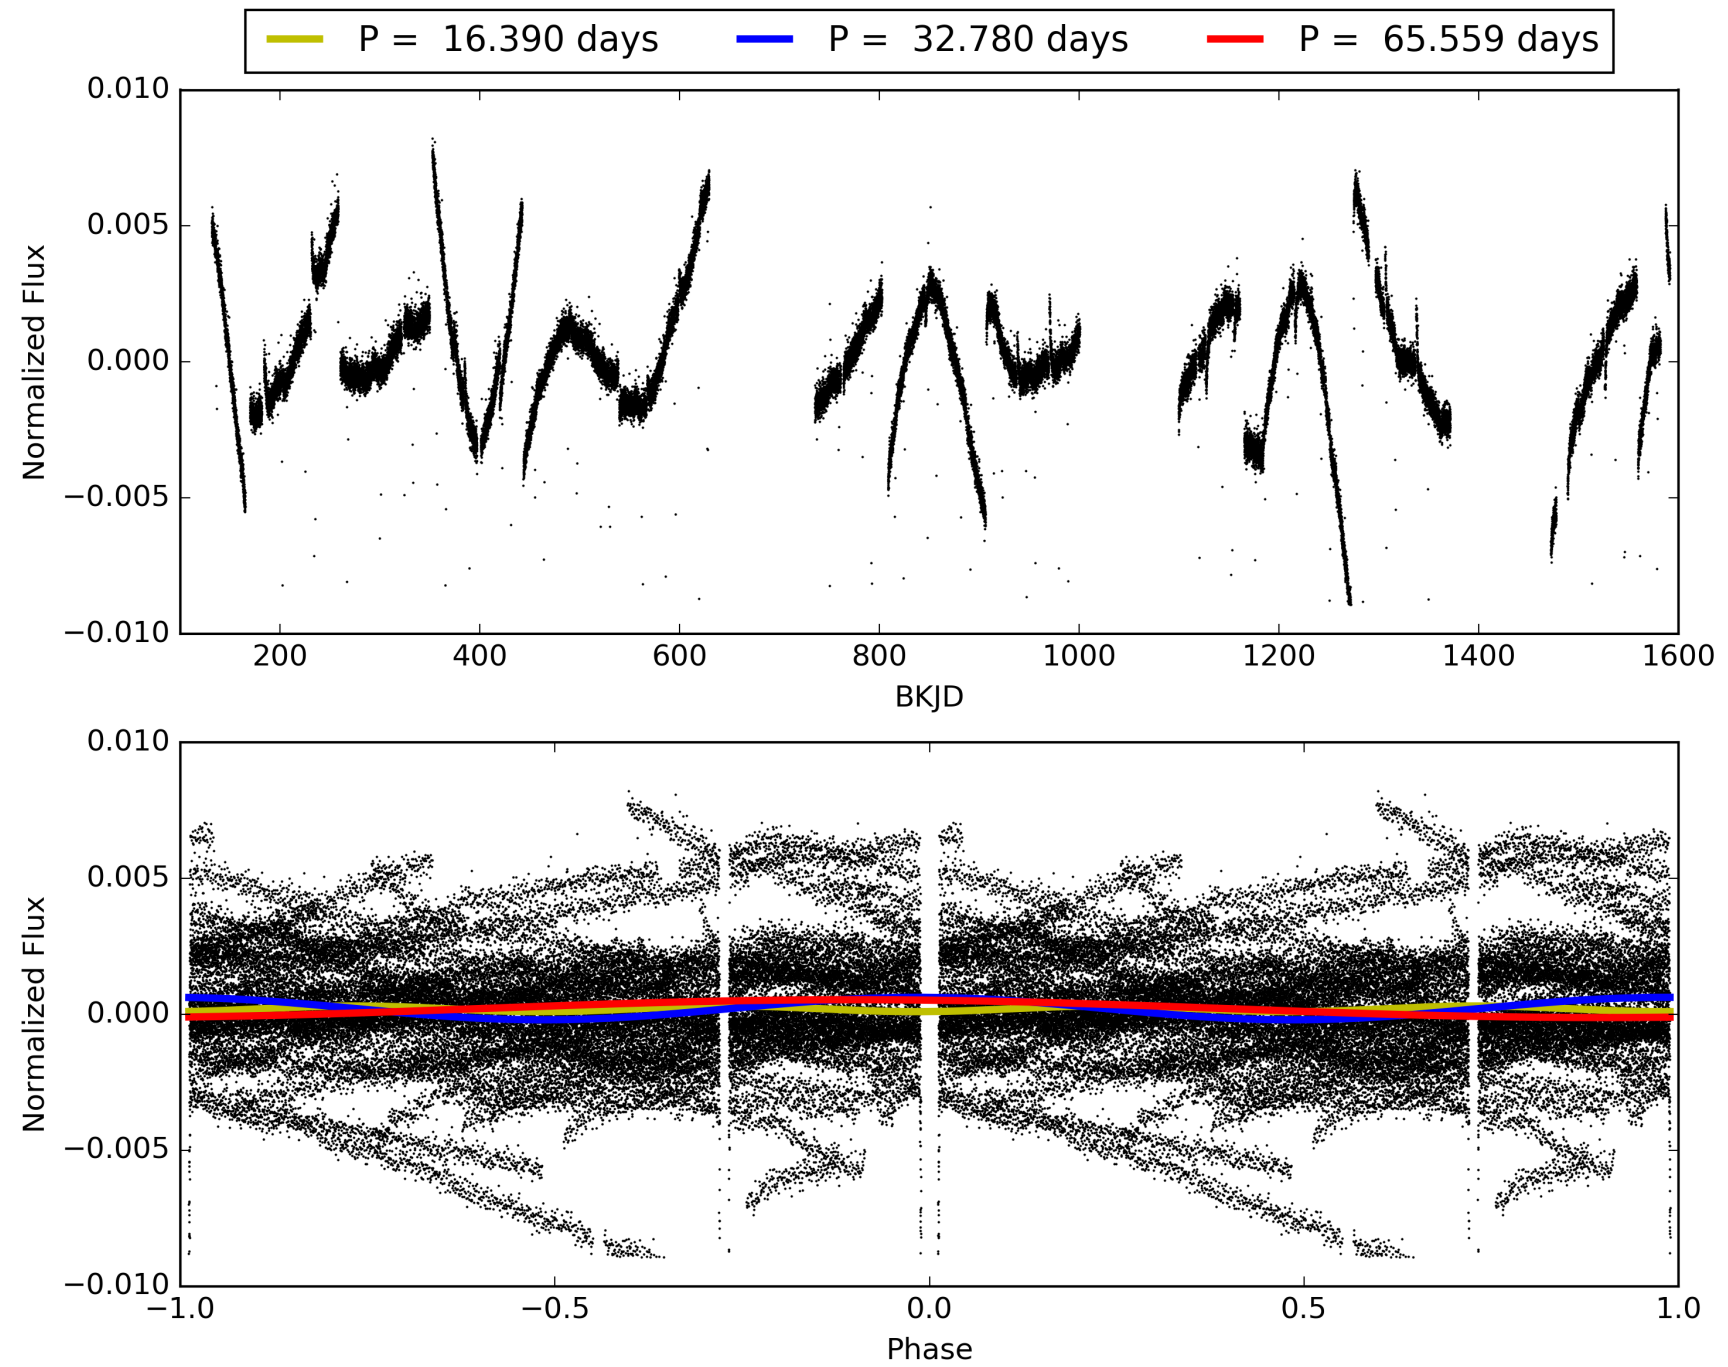 P = 16.390 days P = 32.780 days P = 65.559 days
0.010
0.005
0.000
−0.005
−0.010
Normalized Flux
200 400 600 800 1000 1200 1400 1600
BKJD
0.010
0.005
0.000
−0.005
−0.010
Normalized Flux
−1.0 −0.5 0.0 0.5 1.0
Phase